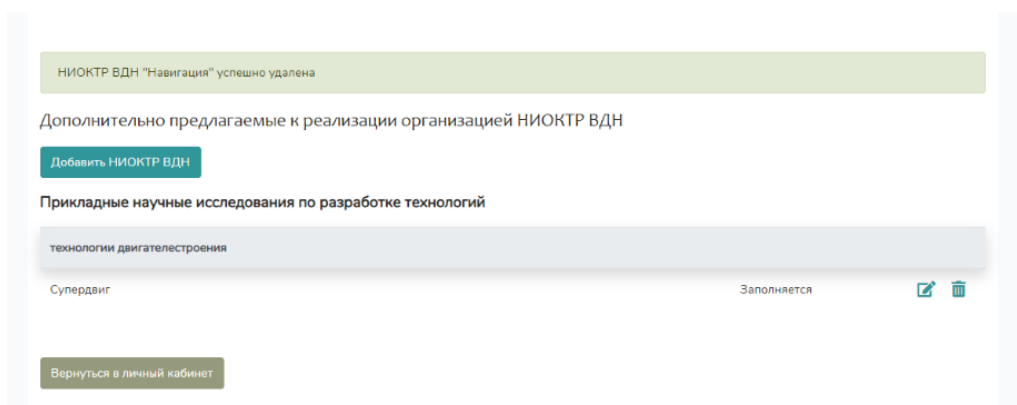 НИОКТР ВДН "Навигация" успешно удалена
Дополнительно предлагаемые к реализации организацией НИОКТР ВДН
Добавить НИОКТР ВДН
Прикладные научные исследования по разработке технологий
технологии двигателестроения
Супердвиг Заполняется
Вернуться в личный кабинет